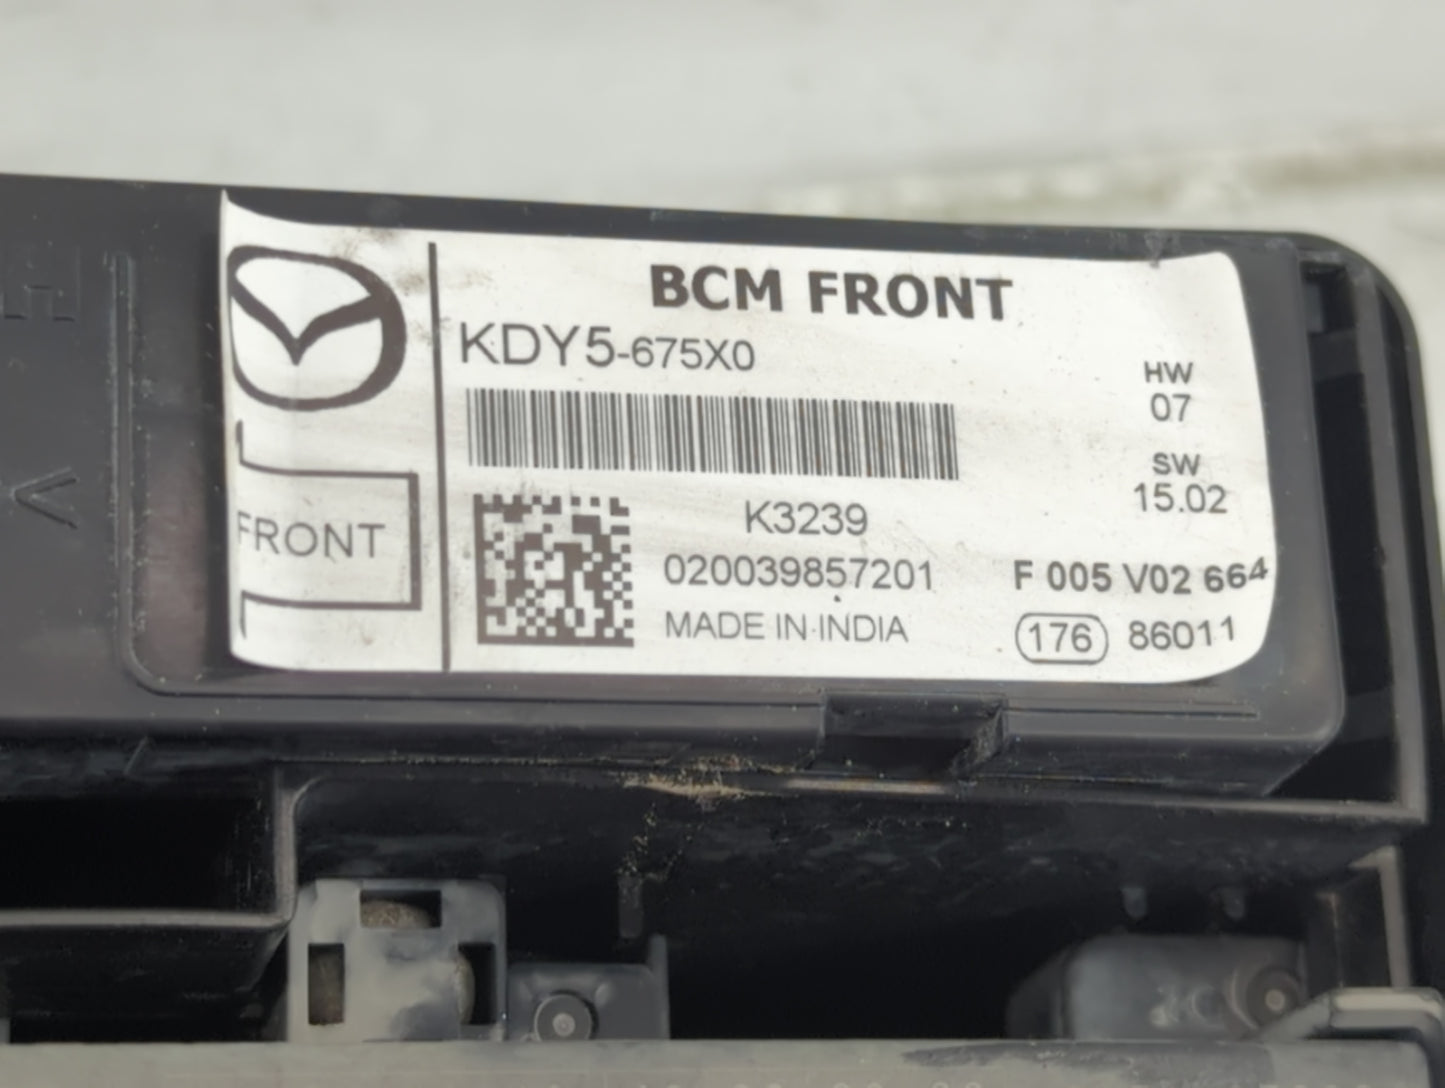 BCM FRONT
KDY5-675X0
HW
07
SW
15.02
FRONT
K3239
020039857201
F 005 V02 664
MADE IN INDIA
176 86011